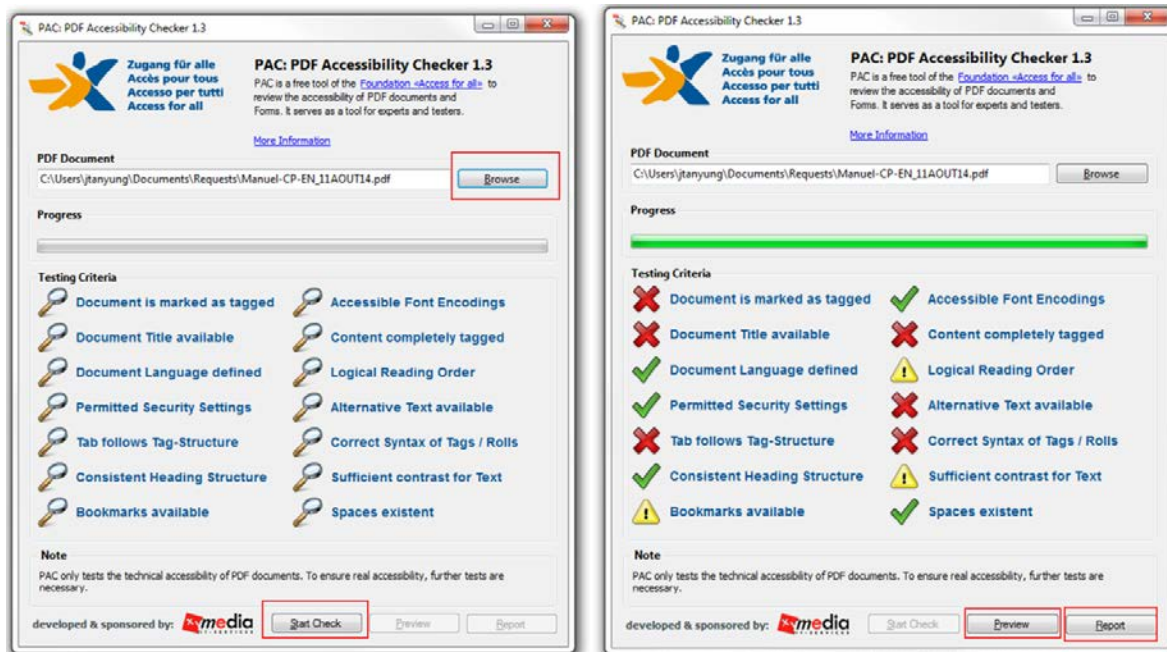 PAC: PDF Accessibility Checker 1.3
Zugang für alle
Accès pour tous
Accesso per tutti
Access for all
PAC: PDF Accessibility Checker 1.3
PAC is a free tool of the Foundation «Access for all» to
review the accessibility of PDF documents and
Forms. It serves as a tool for experts and testers.
More Information
PDF Document
C:\Users\jtanyung\Documents\Requests\Manuel-CP-EN_11AOUT14.pdf
Browse
Progress
Testing Criteria
Document is marked as tagged
Accessible Font Encodings
Document Title available
Content completely tagged
Document Language defined
Logical Reading Order
Permitted Security Settings
Alternative Text available
Tab follows Tag-Structure
Correct Syntax of Tags / Rolls
Consistent Heading Structure
Sufficient contrast for Text
Bookmarks available
Spaces existent
Note
PAC only tests the technical accessibility of PDF documents. To ensure real accessibility, further tests are
necessary.
developed & sponsored by:
xymedia
IT-SERVICES
Start Check
Preview
Report
PAC: PDF Accessibility Checker 1.3
Zugang für alle
Accès pour tous
Accesso per tutti
Access for all
PAC: PDF Accessibility Checker 1.3
PAC is a free tool of the Foundation «Access for all» to
review the accessibility of PDF documents and
Forms. It serves as a tool for experts and testers.
More Information
PDF Document
C:\Users\jtanyung\Documents\Requests\Manuel-CP-EN_11AOUT14.pdf
Browse
Progress
Testing Criteria
Document is marked as tagged
Accessible Font Encodings
Document Title available
Content completely tagged
Document Language defined
Logical Reading Order
Permitted Security Settings
Alternative Text available
Tab follows Tag-Structure
Correct Syntax of Tags / Rolls
Consistent Heading Structure
Sufficient contrast for Text
Bookmarks available
Spaces existent
Note
PAC only tests the technical accessibility of PDF documents. To ensure real accessibility, further tests are
necessary.
developed & sponsored by:
xymedia
IT-SERVICES
Start Check
Preview
Report